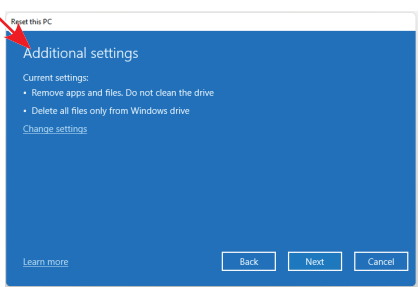 Reset this PC
Additional settings
Current settings:
• Remove apps and files. Do not clean the drive
• Delete all files only from Windows drive
Change settings
Learn more
Back
Next
Cancel